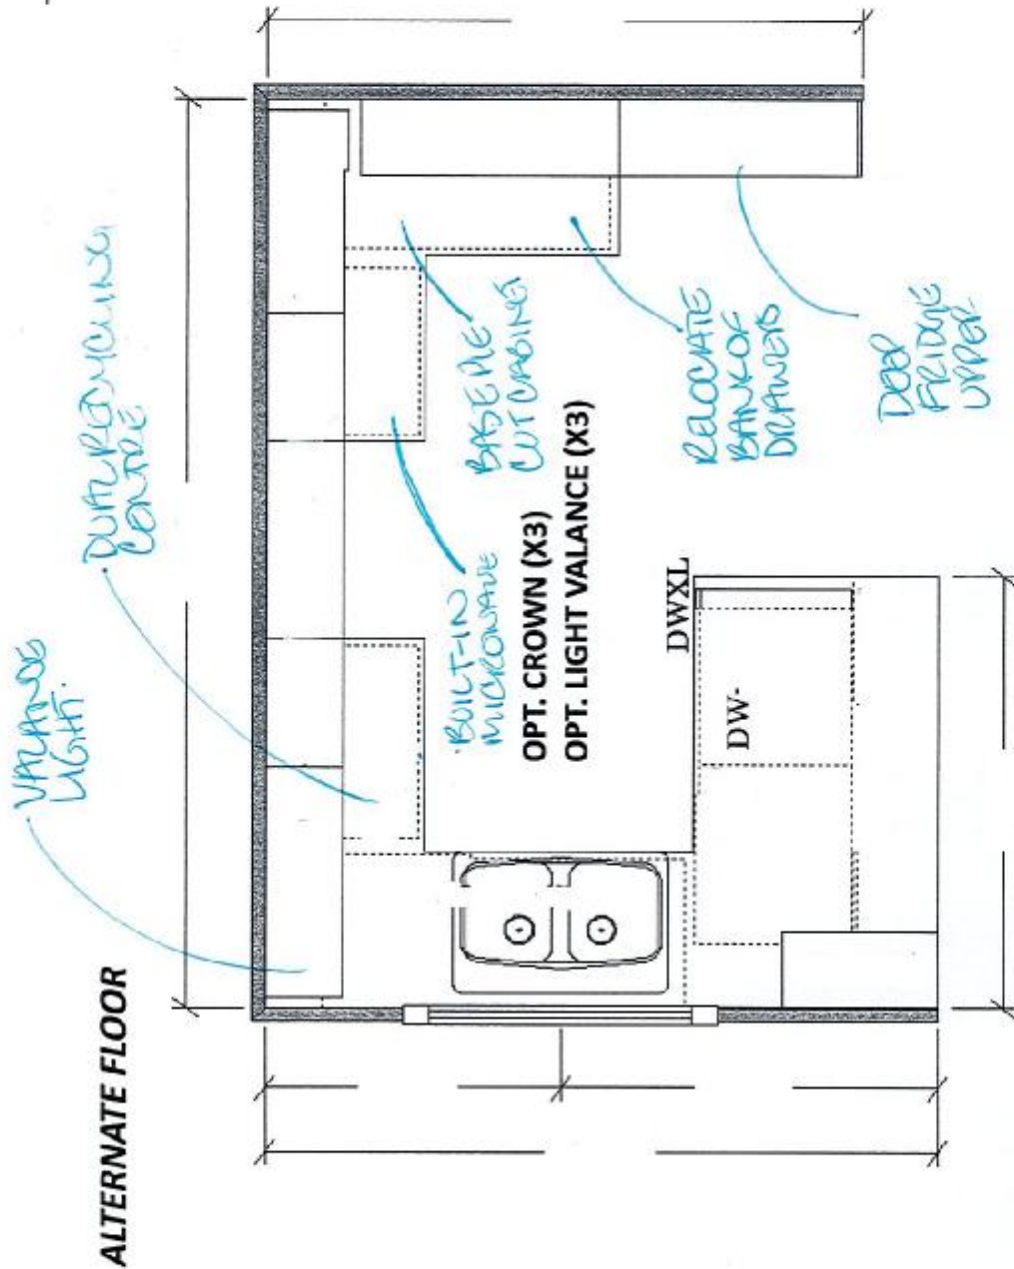 ALTERNATE FLOOR
VALANCE
LIGHT.
DUAL RECYCLING
CENTRE
BUILT-IN
MICROWAVE
BASE PIE
CUT CABINET
RELOCATE
BANK OF
DRAWERS
DEEP
FRIDGE
UPPER
OPT. CROWN (X3)
OPT. LIGHT VALANCE (X3)
DWXL
DW-